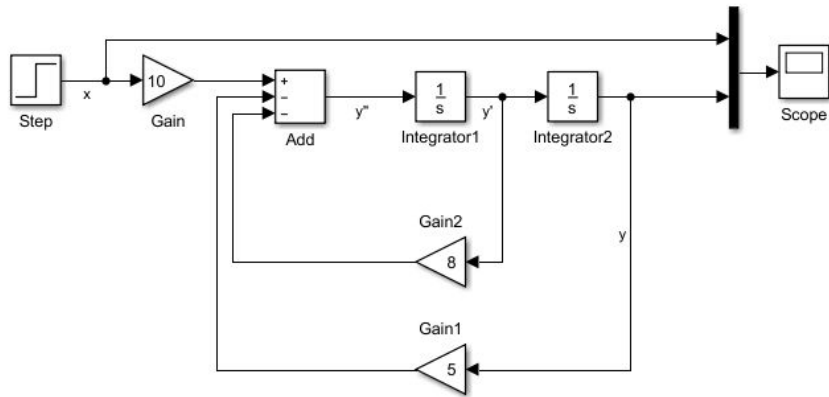 Step
x
10
Gain
+
−
−
Add
y"
1
s
Integrator1
y'
1
s
Integrator2
Scope
Gain2
8
y
Gain1
5